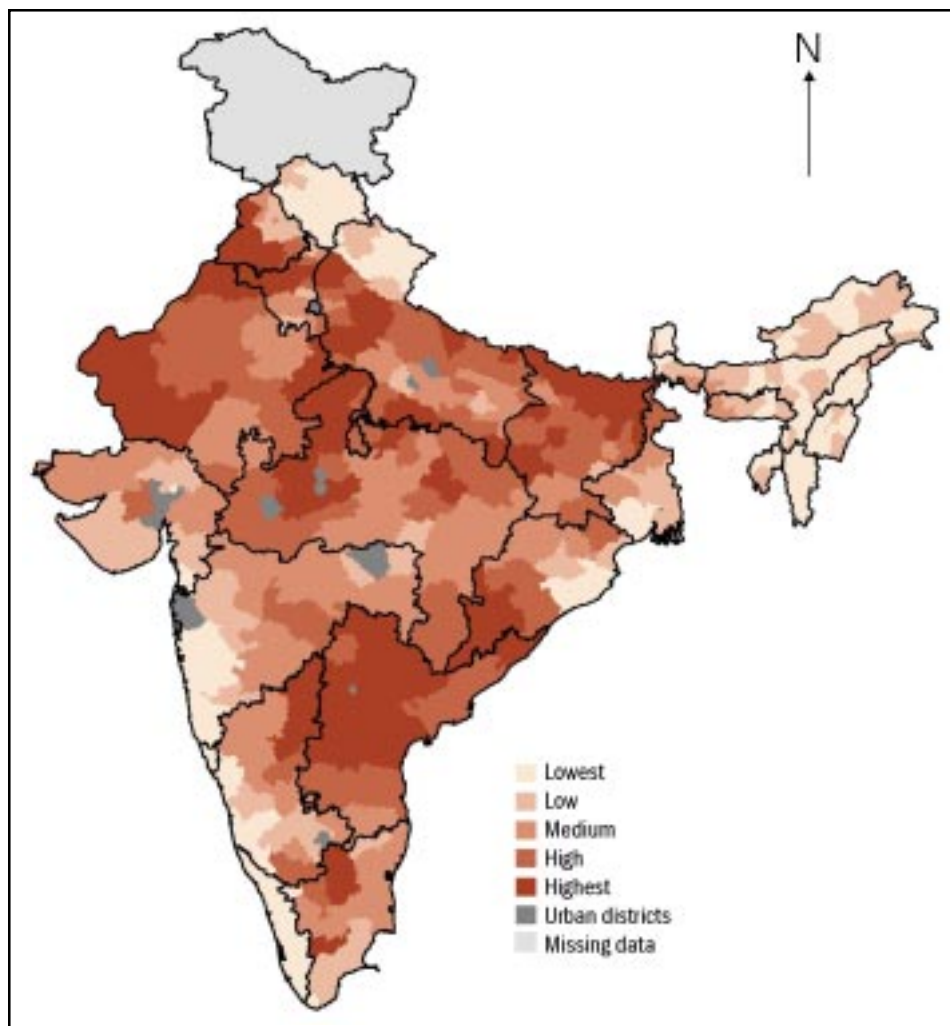 N
Lowest
Low
Medium
High
Highest
Urban districts
Missing data